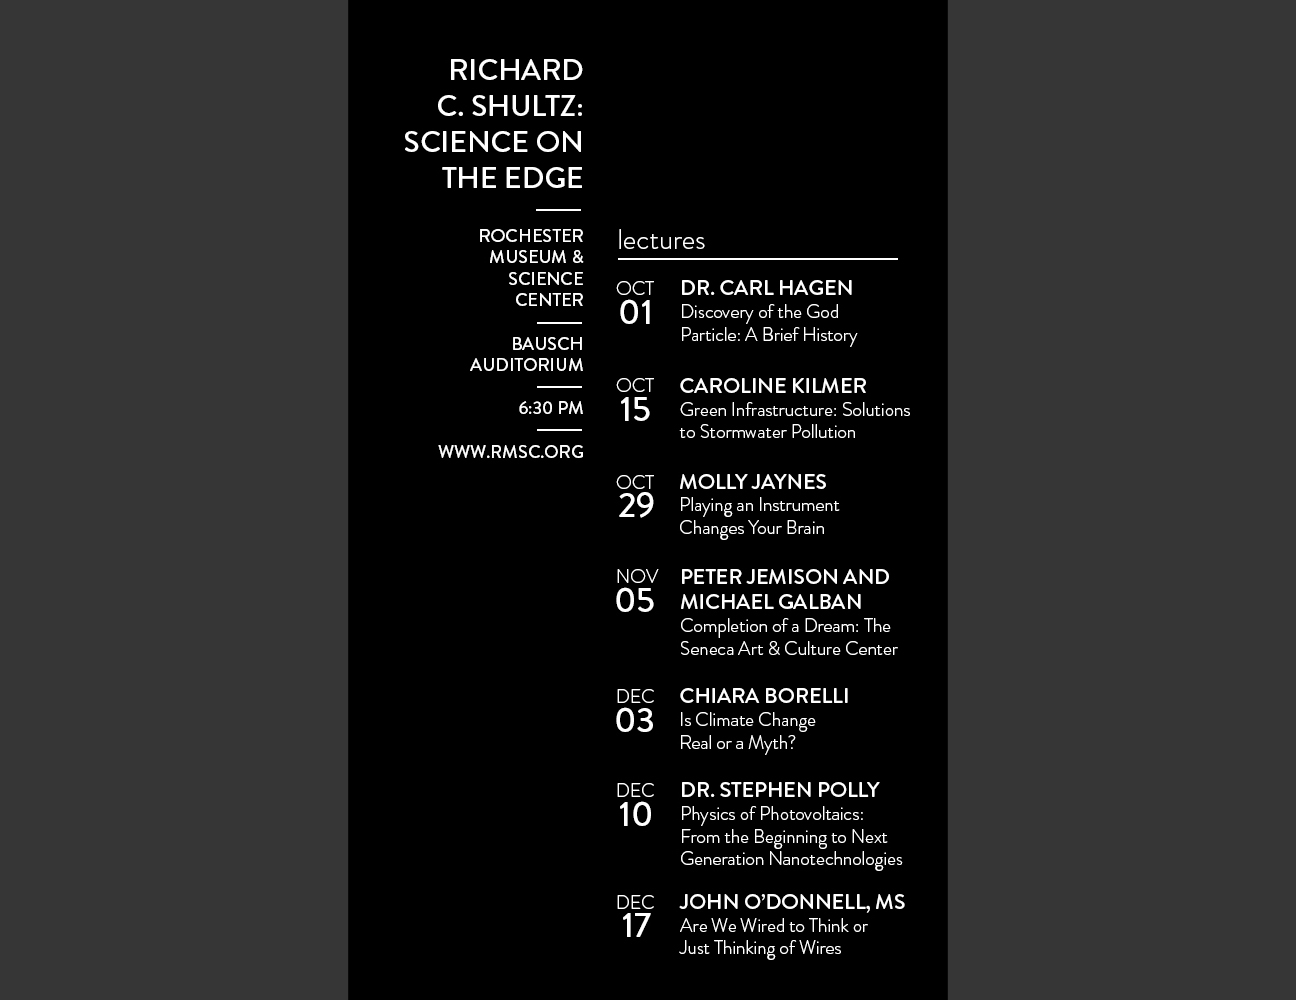 RICHARD
C. SHULTZ:
SCIENCE ON
THE EDGE
ROCHESTER
MUSEUM &
SCIENCE
CENTER
BAUSCH
AUDITORIUM
6:30 PM
WWW.RMSC.ORG
lectures
OCT
01
DR. CARL HAGEN
Discovery of the God
Particle: A Brief History
OCT
15
CAROLINE KILMER
Green Infrastructure: Solutions
to Stormwater Pollution
OCT
29
MOLLY JAYNES
Playing an Instrument
Changes Your Brain
NOV
05
PETER JEMISON AND
MICHAEL GALBAN
Completion of a Dream: The
Seneca Art & Culture Center
DEC
03
CHIARA BORELLI
Is Climate Change
Real or a Myth?
DEC
10
DR. STEPHEN POLLY
Physics of Photovoltaics:
From the Beginning to Next
Generation Nanotechnologies
DEC
17
JOHN O’DONNELL, MS
Are We Wired to Think or
Just Thinking of Wires